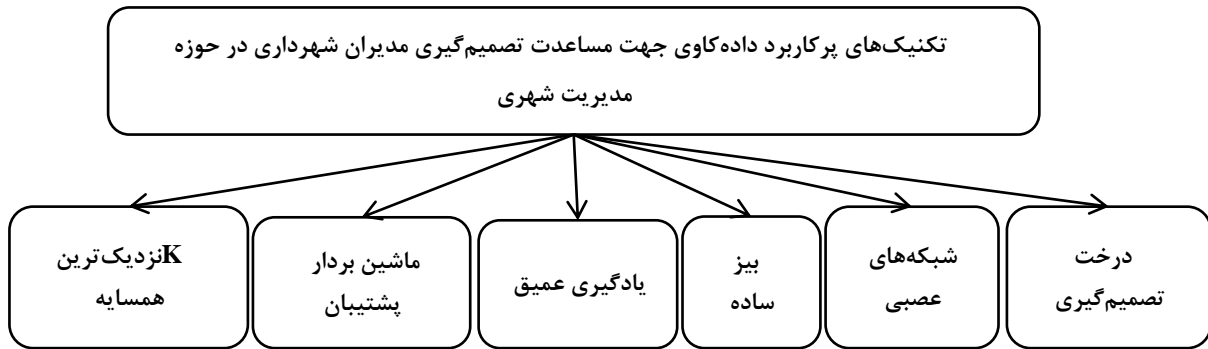 تکنیک‌های پرکاربرد داده‌کاوی جهت مساعدت تصمیم‌گیری مدیران شهرداری در حوزه
مدیریت شهری
درخت
تصمیم‌گیری
شبکه‌های
عصبی
بیز
ساده
یادگیری عمیق
ماشین بردار
پشتیبان
Kنزدیک‌ترین
همسایه